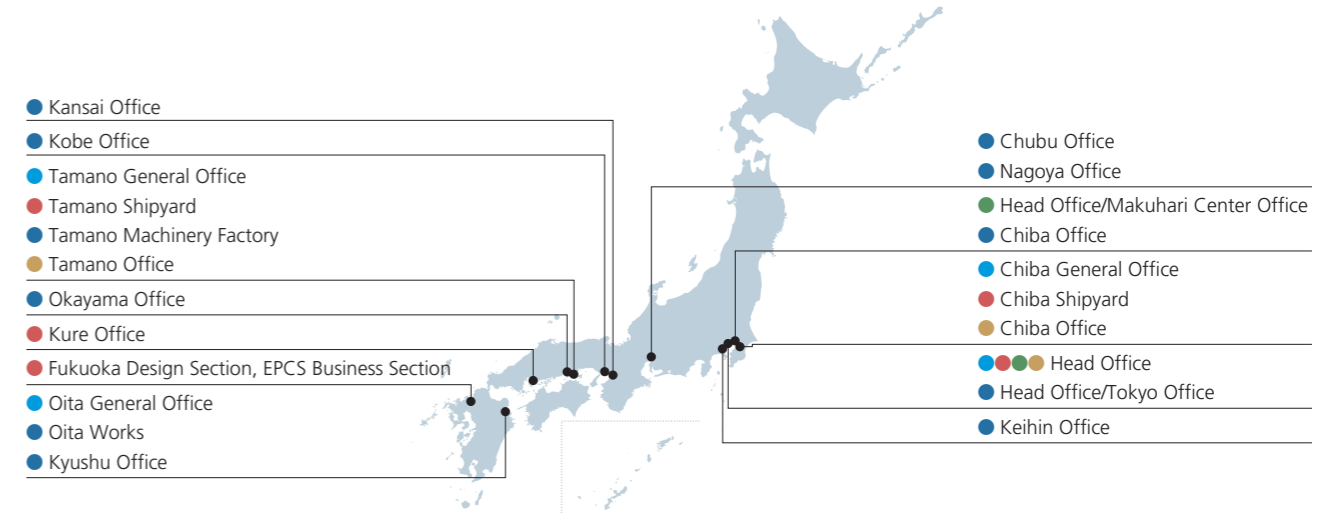 Kansai Office
Kobe Office
Tamano General Office
Tamano Shipyard
Tamano Machinery Factory
Tamano Office
Okayama Office
Kure Office
Fukuoka Design Section, EPCS Business Section
Oita General Office
Oita Works
Kyushu Office
Chubu Office
Nagoya Office
Head Office/Makuhari Center Office
Chiba Office
Chiba General Office
Chiba Shipyard
Chiba Office
Head Office
Head Office/Tokyo Office
Keihin Office